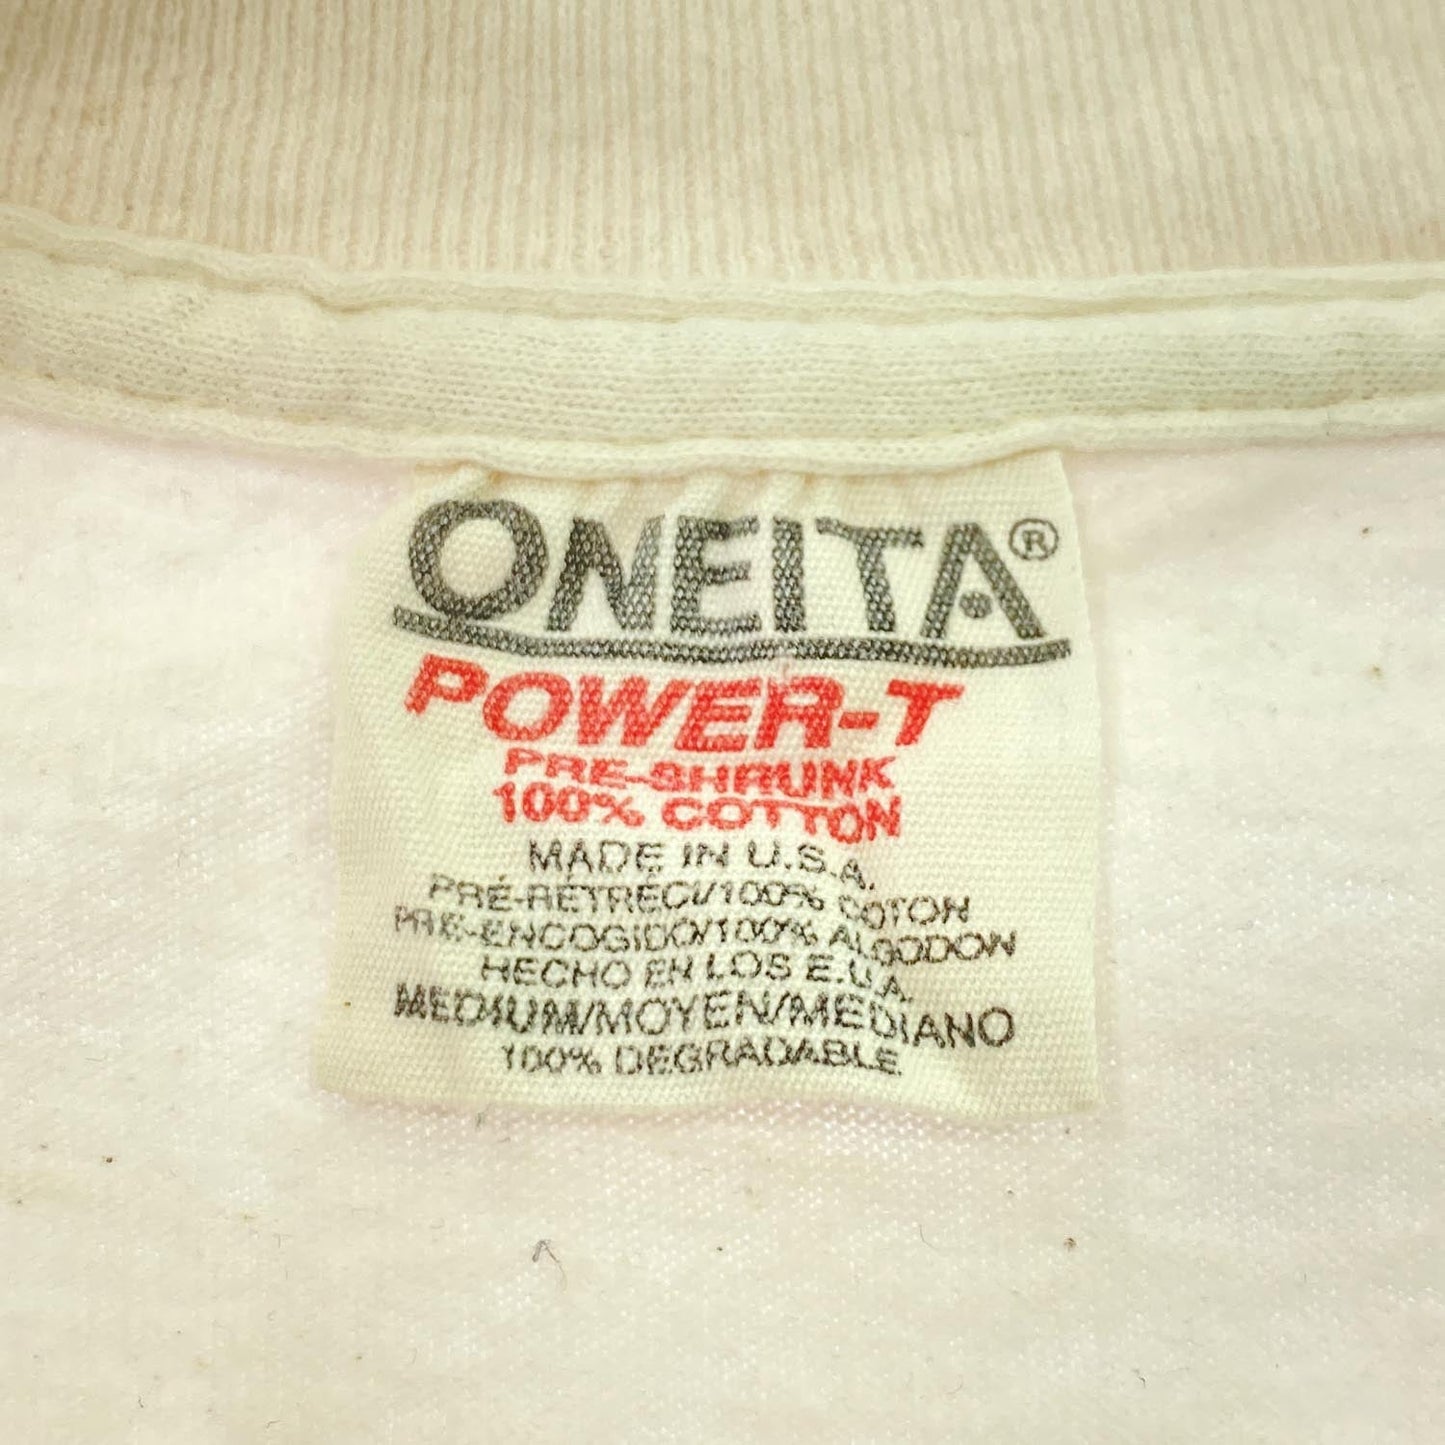 ONEITA®
POWER-T
PRE-SHRUNK
100% COTTON
MADE IN U.S.A.
PRÉ-RÉTRÉCI/100% COTON
PRE-ENCOGIDO/100% ALGODON
HECHO EN LOS E.U.A.
MEDIUM/MOYEN/MEDIANO
100% DEGRADABLE